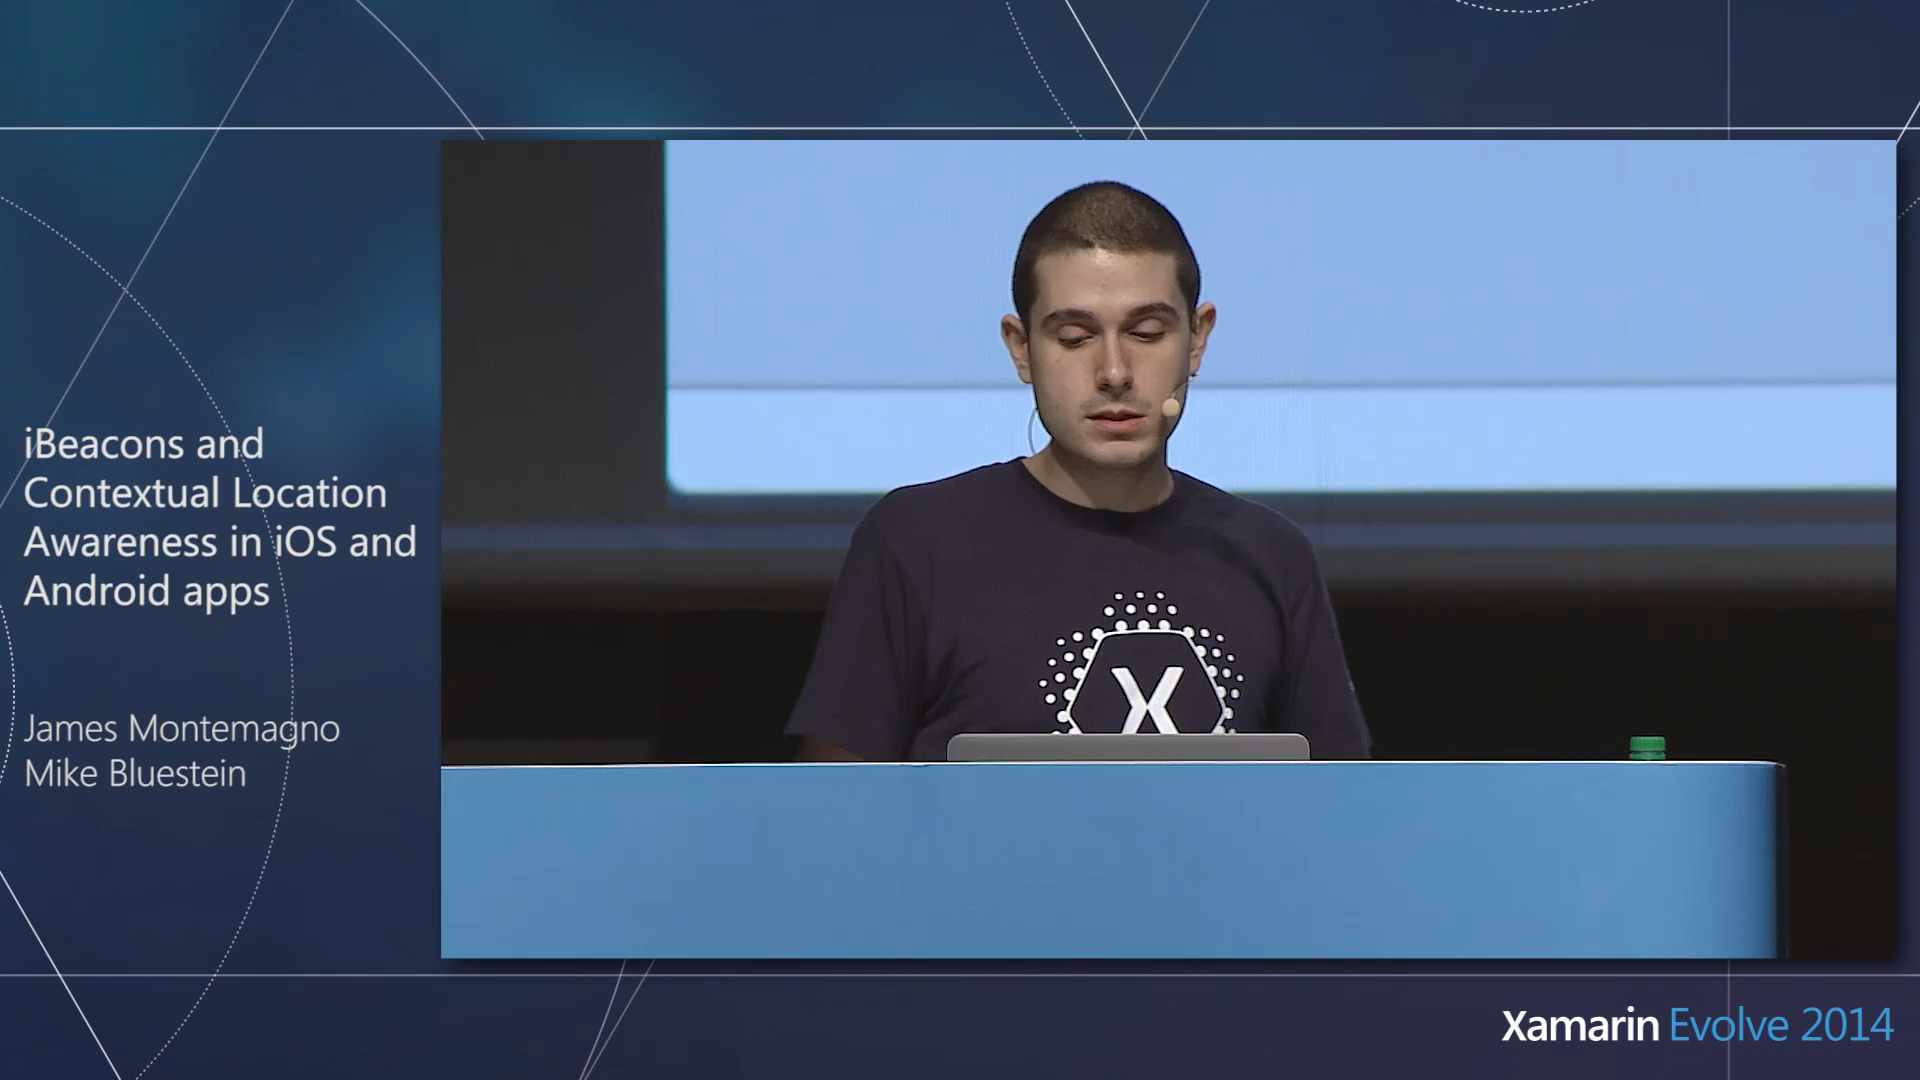 iBeacons and
Contextual Location
Awareness in iOS and
Android apps
James Montemagno
Mike Bluestein
X
Xamarin Evolve 2014